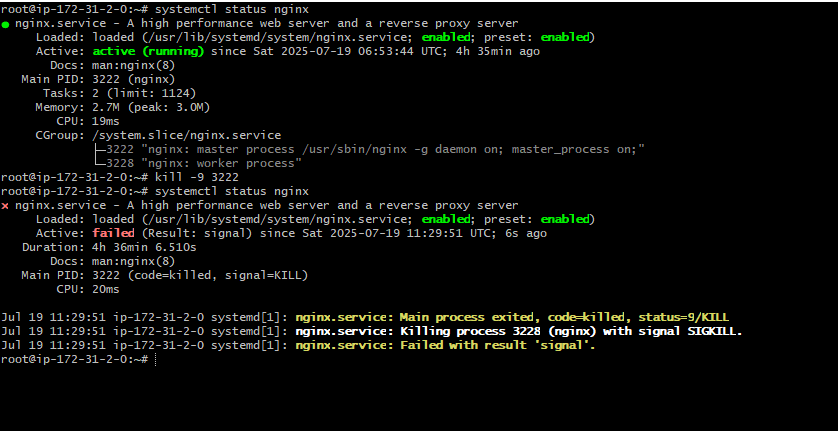 root@ip-172-31-2-0:~# systemctl status nginx
● nginx.service - A high performance web server and a reverse proxy server
     Loaded: loaded (/usr/lib/systemd/system/nginx.service; enabled; preset: enabled)
     Active: active (running) since Sat 2025-07-19 06:53:44 UTC; 4h 35min ago
       Docs: man:nginx(8)
   Main PID: 3222 (nginx)
      Tasks: 2 (limit: 1124)
     Memory: 2.7M (peak: 3.0M)
        CPU: 19ms
     CGroup: /system.slice/nginx.service
             ├─3222 "nginx: master process /usr/sbin/nginx -g daemon on; master_process on;"
             └─3228 "nginx: worker process"
root@ip-172-31-2-0:~# kill -9 3222
root@ip-172-31-2-0:~# systemctl status nginx
× nginx.service - A high performance web server and a reverse proxy server
     Loaded: loaded (/usr/lib/systemd/system/nginx.service; enabled; preset: enabled)
     Active: failed (Result: signal) since Sat 2025-07-19 11:29:51 UTC; 6s ago
   Duration: 4h 36min 6.510s
       Docs: man:nginx(8)
   Main PID: 3222 (code=killed, signal=KILL)
        CPU: 20ms

Jul 19 11:29:51 ip-172-31-2-0 systemd[1]: nginx.service: Main process exited, code=killed, status=9/KILL
Jul 19 11:29:51 ip-172-31-2-0 systemd[1]: nginx.service: Killing process 3228 (nginx) with signal SIGKILL.
Jul 19 11:29:51 ip-172-31-2-0 systemd[1]: nginx.service: Failed with result 'signal'.
root@ip-172-31-2-0:~#